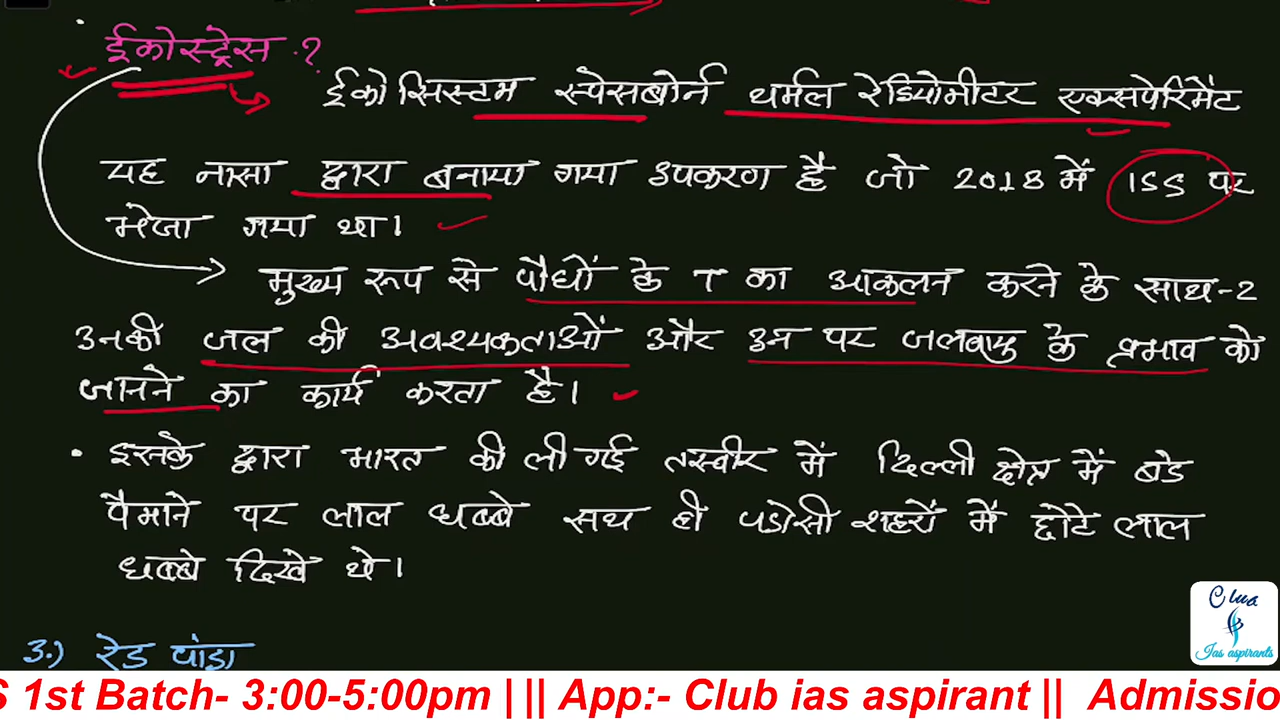 ईकोस्ट्रेस ?
ईको सिस्टम स्पेसबोर्न थर्मल रेडियोमीटर एक्सपेरिमेंट
यह नासा द्वारा बनाया गया उपकरण है जो 2018 में ISS पर
भेजा गया था।
मुख्य रूप से पौधों के T का आकलन करने के साथ-2
उनकी जल की अवश्यकताओं और उन पर जलवायु के प्रभाव को
जानने का कार्य करता है।
• इसके द्वारा भारत की ली गई तस्वीर में दिल्ली क्षेत्र में बडे
पैमाने पर लाल धब्बे सथ ही पडोसी शहरों में छोटे लाल
धब्बे दिखे थे।
3.) रेड पांडा
Club
Ias aspirants
S 1st Batch- 3:00-5:00pm | || App:- Club ias aspirant || Admissio